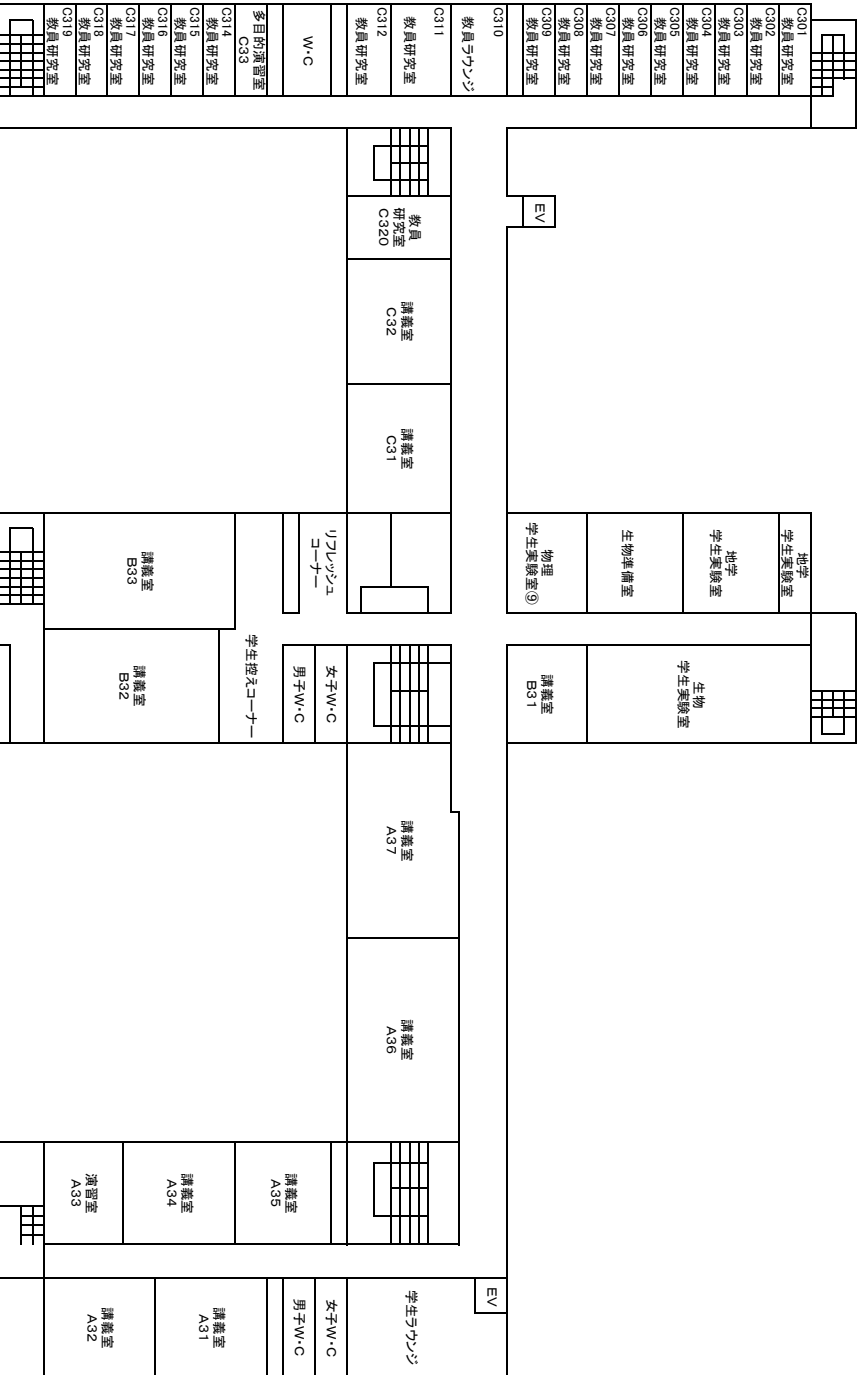 C301
教員研究室
C302
教員研究室
C303
教員研究室
C304
教員研究室
C305
教員研究室
C306
教員研究室
C307
教員研究室
C308
教員研究室
C309
教員研究室
C310
教員ラウンジ
C311
教員研究室
C312
教員研究室
W・C
多目的演習室
C33
C314
教員研究室
C315
教員研究室
C316
教員研究室
C317
教員研究室
C318
教員研究室
C319
教員研究室
EV
教員
研究室
C320
講義室
C32
講義室
C31
地学
学生実験室
地学
学生実験室
生物準備室
物理
学生実験室⑨
リフレッシュ
コーナー
講義室
B33
生物
学生実験室
講義室
B31
女子W・C
男子W・C
学生控えコーナー
講義室
B32
講義室
A37
講義室
A36
講義室
A35
講義室
A34
演習室
A33
EV
学生ラウンジ
女子W・C
男子W・C
講義室
A31
講義室
A32